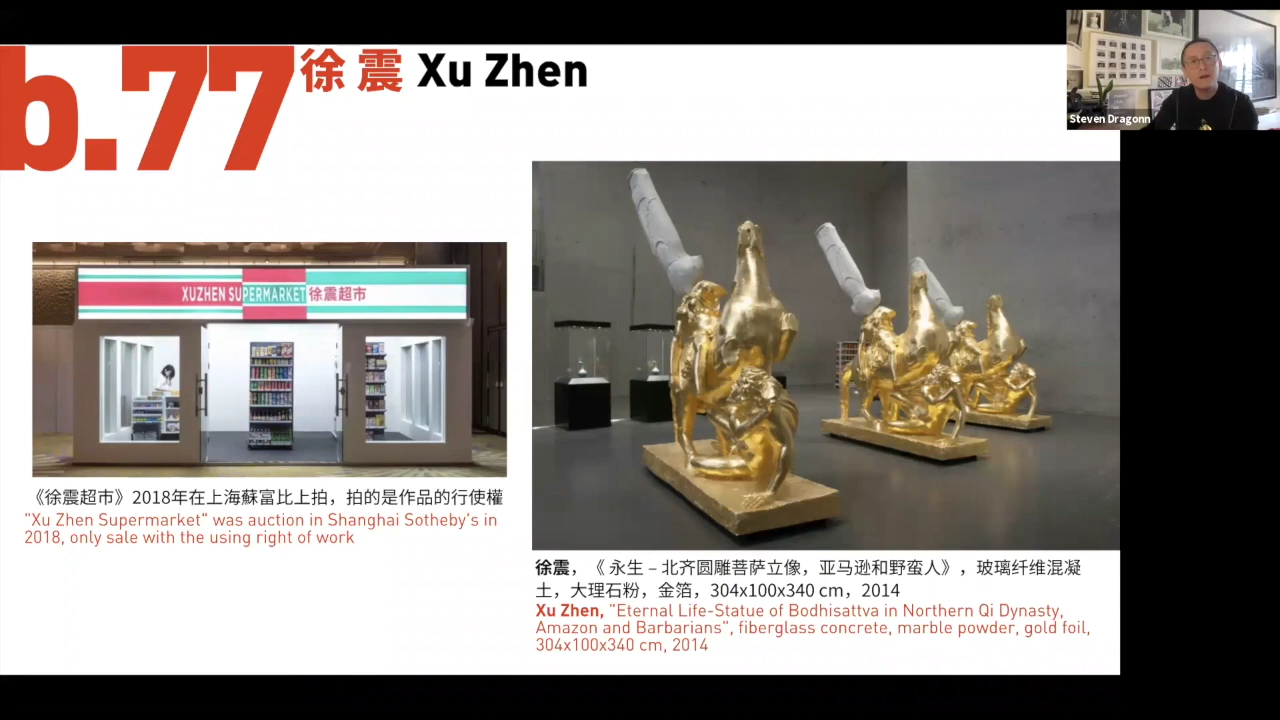 b.77 徐震 Xu Zhen
Steven Dragonn
XUZHEN SUPERMARKET 徐震超市
《徐震超市》2018年在上海蘇富比上拍，拍的是作品的行使權
"Xu Zhen Supermarket" was auction in Shanghai Sotheby's in
2018, only sale with the using right of work
徐震，《 永生 – 北齐圆雕菩萨立像，亚马逊和野蛮人》，玻璃纤维混凝
土，大理石粉，金箔，304x100x340 cm，2014
Xu Zhen, "Eternal Life-Statue of Bodhisattva in Northern Qi Dynasty,
Amazon and Barbarians", fiberglass concrete, marble powder, gold foil,
304x100x340 cm, 2014